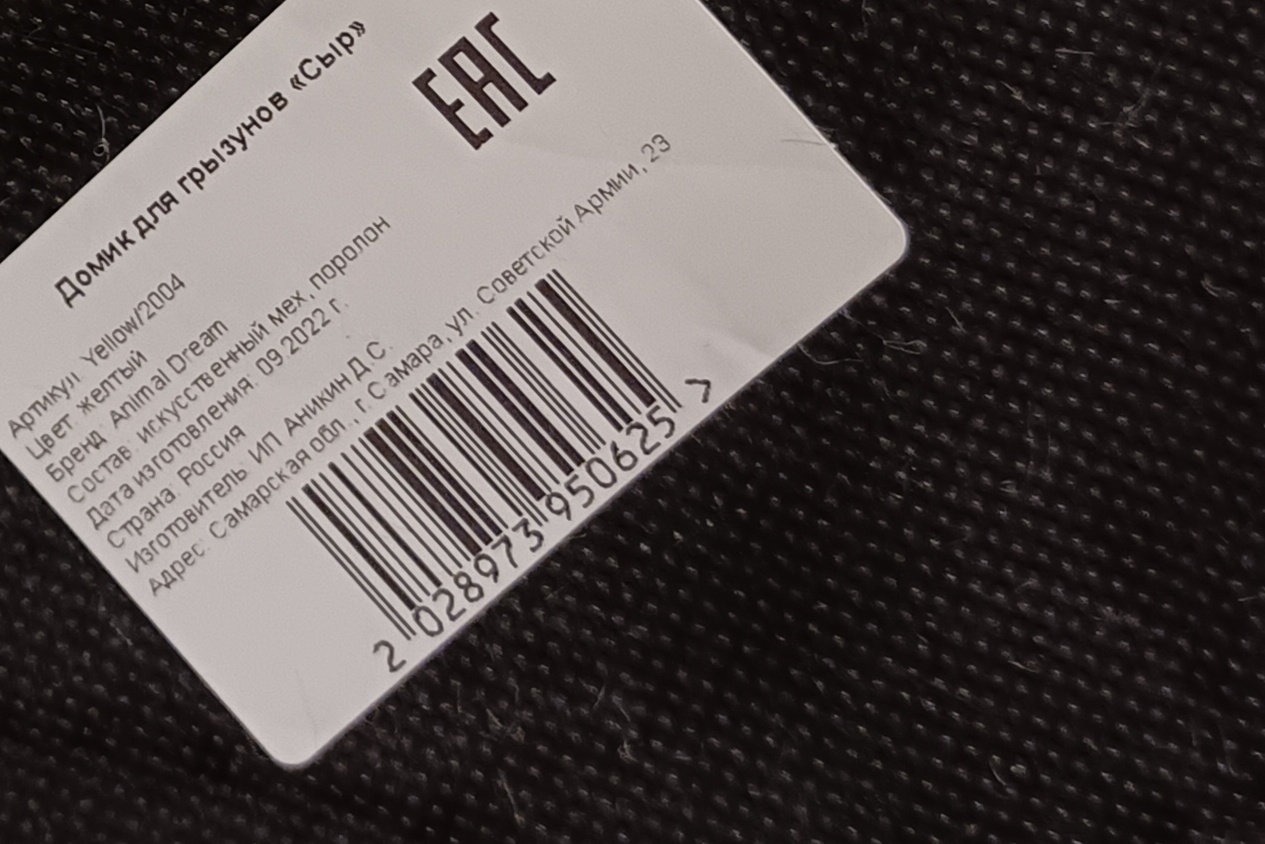 Домик для грызунов «Сыр»
EAC
Артикул: Yellow/2004
Цвет: желтый
Бренд: Animal Dream
Состав: искусственный мех, поролон
Дата изготовления: 09.2022 г.
Страна: Россия
Изготовитель: ИП Аникин Д.С.
Адрес: Самарская обл., г. Самара, ул. Советской Армии, 23
2 028973 950625 >